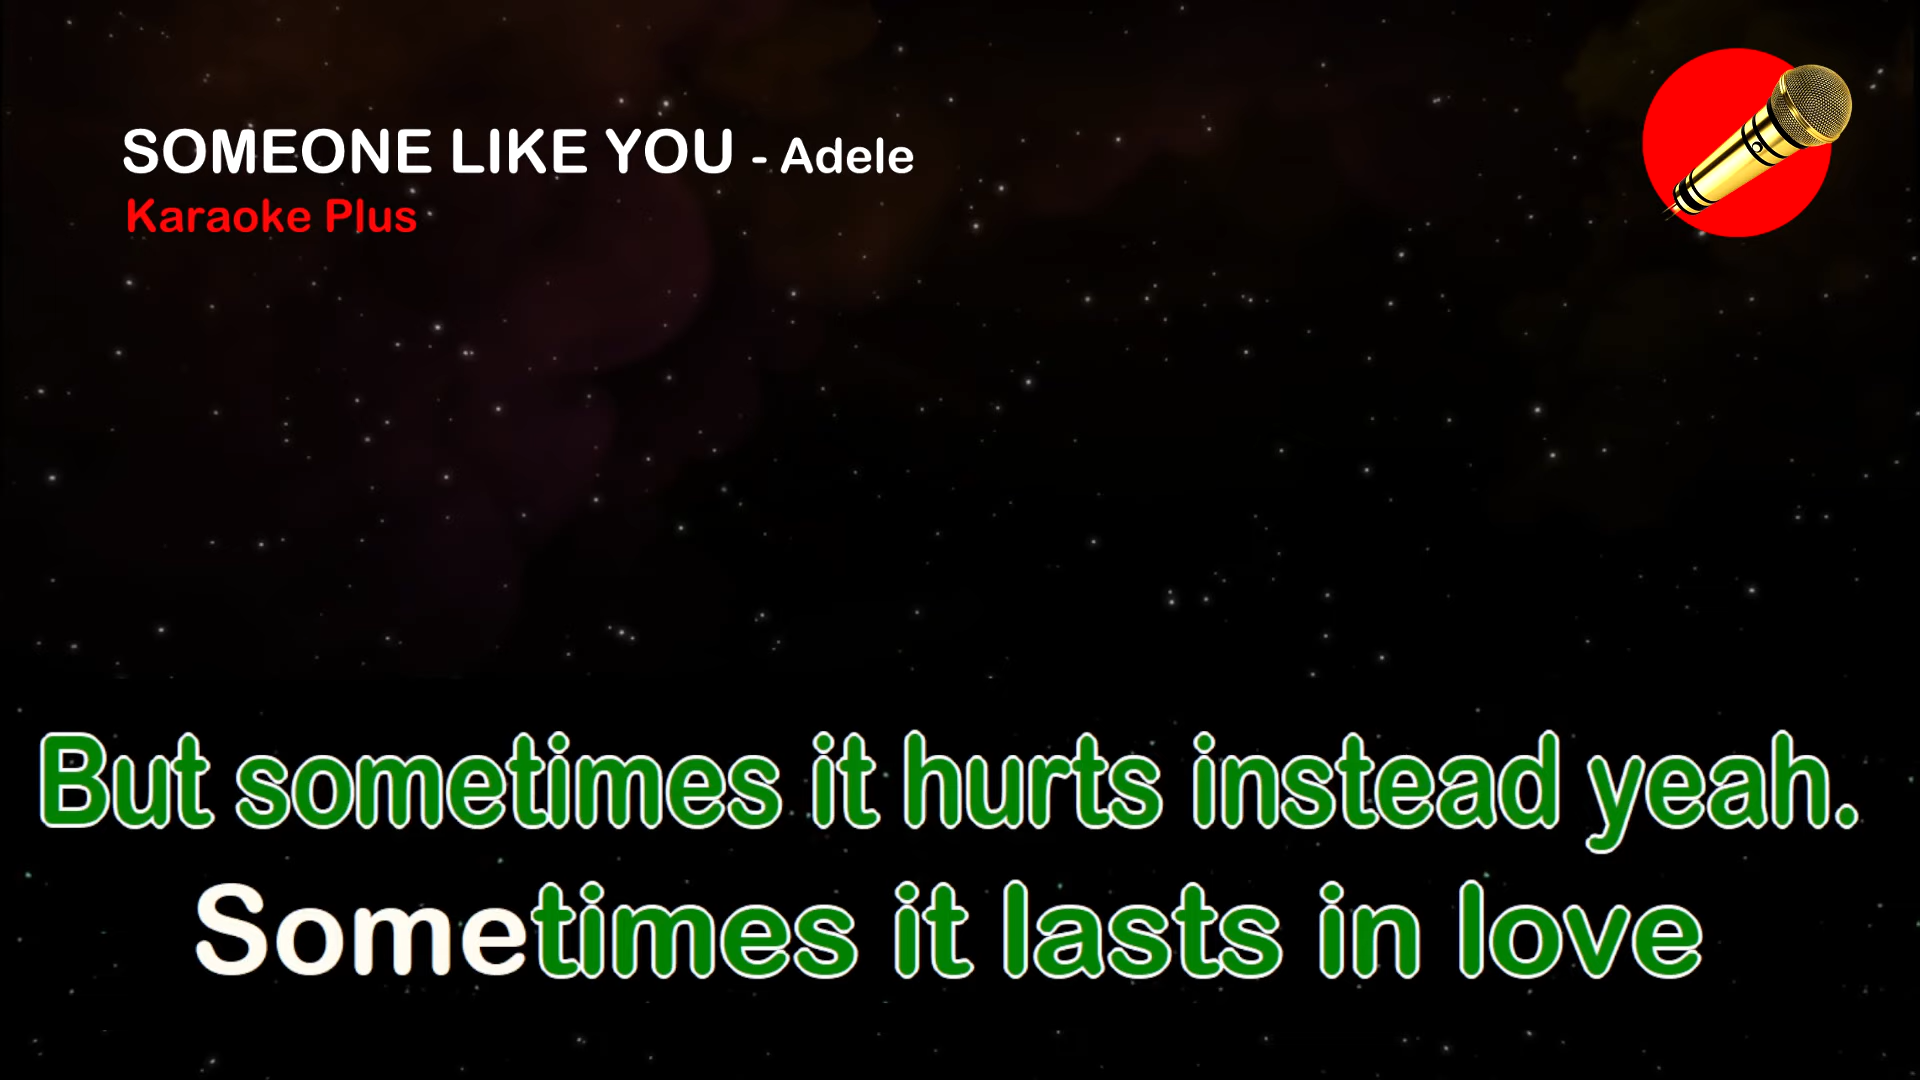 SOMEONE LIKE YOU - Adele
Karaoke Plus
But sometimes it hurts instead yeah.
Sometimes it lasts in love